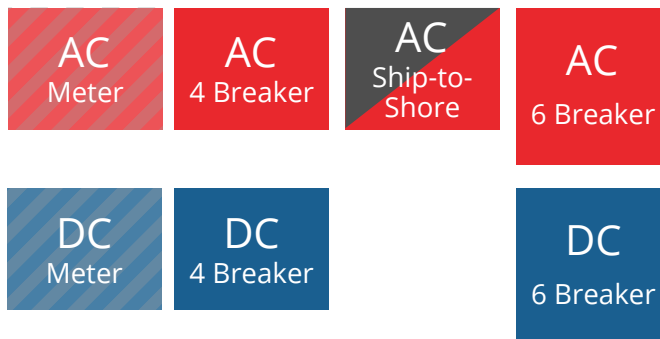 AC
Meter
AC
4 Breaker
AC
Ship-to-
Shore
AC
6 Breaker
DC
Meter
DC
4 Breaker
DC
6 Breaker